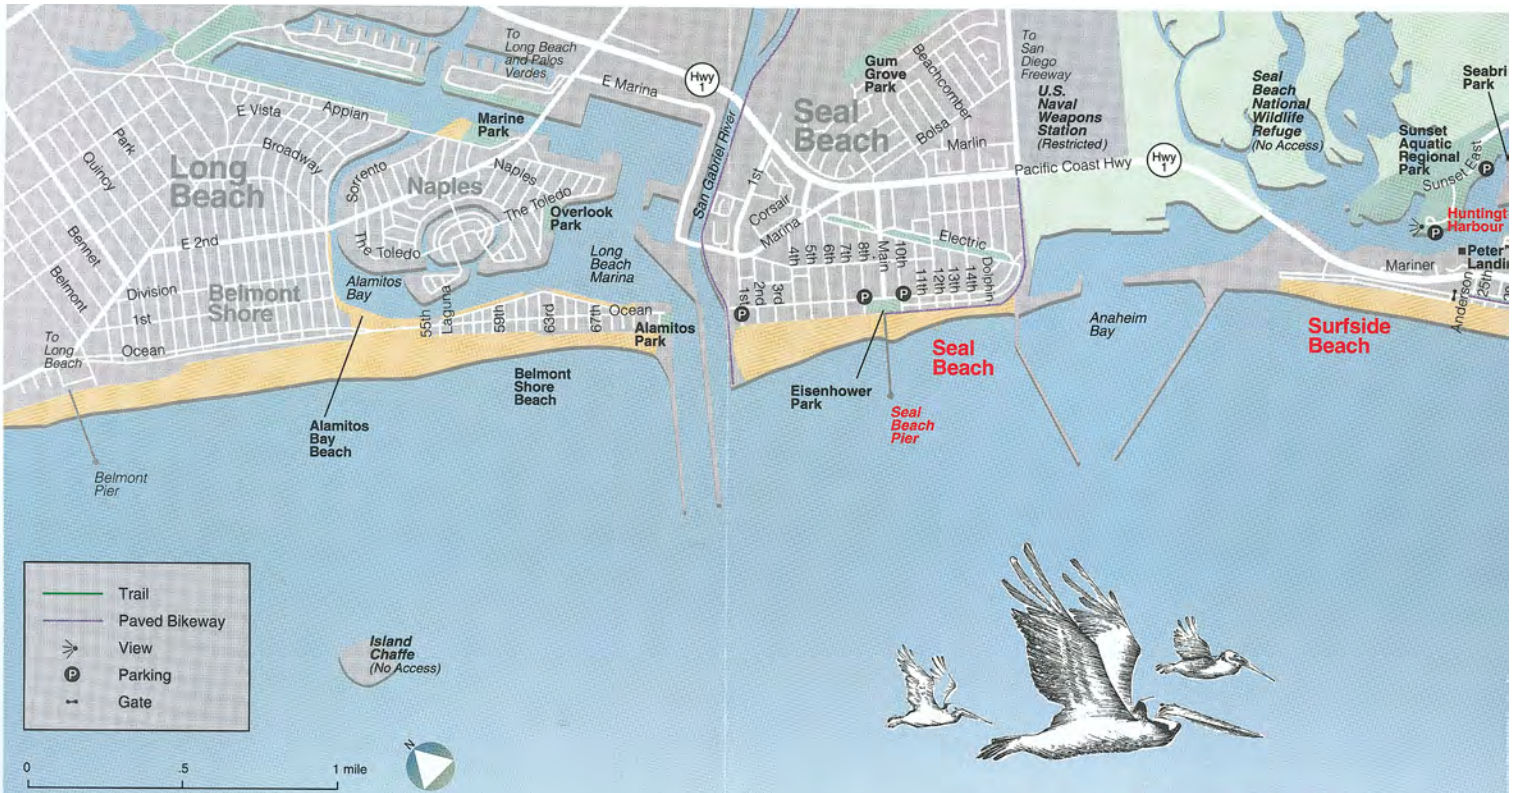 To
Long Beach
and Palos
Verdes
Hwy
1
E Marina
Gum
Grove
Park
Beachcomber
Bolsa
Marlin
To
San
Diego
Freeway
U.S.
Naval
Weapons
Station
(Restricted)
Seal
Beach
National
Wildlife
Refuge
(No Access)
Seabri
Park
Sunset
Aquatic
Regional
Park
Sunset East
P
P
Huntingt
Harbour
Peter'
Landin
Mariner
Anderson
25th
Hwy
1
Pacific Coast Hwy
Seal
Beach
San Gabriel River
1st
Corsair
Marina
Electric
4th
5th
6th
7th
8th
Main
10th
11th
12th
13th
14th
Dolphin
1st
2nd
3rd
P
P
P
E Vista
Appian
Marine
Park
Park
Quincy
Broadway
Long
Beach
Sorrento
Naples
Naples
The Toledo
Overlook
Park
The Toledo
E 2nd
Bennet
Belmont
Division
1st
Belmont
Shore
Alamitos
Bay
Long
Beach
Marina
55th
Laguna
59th
63rd
67th
Ocean
Alamitos
Park
Ocean
To
Long
Beach
Belmont
Shore
Beach
Alamitos
Bay
Beach
Belmont
Pier
Eisenhower
Park
Seal
Beach
Seal
Beach
Pier
Anaheim
Bay
Surfside
Beach
Trail
Paved Bikeway
View
P Parking
Gate
Island
Chaffe
(No Access)
N
0 .5 1 mile